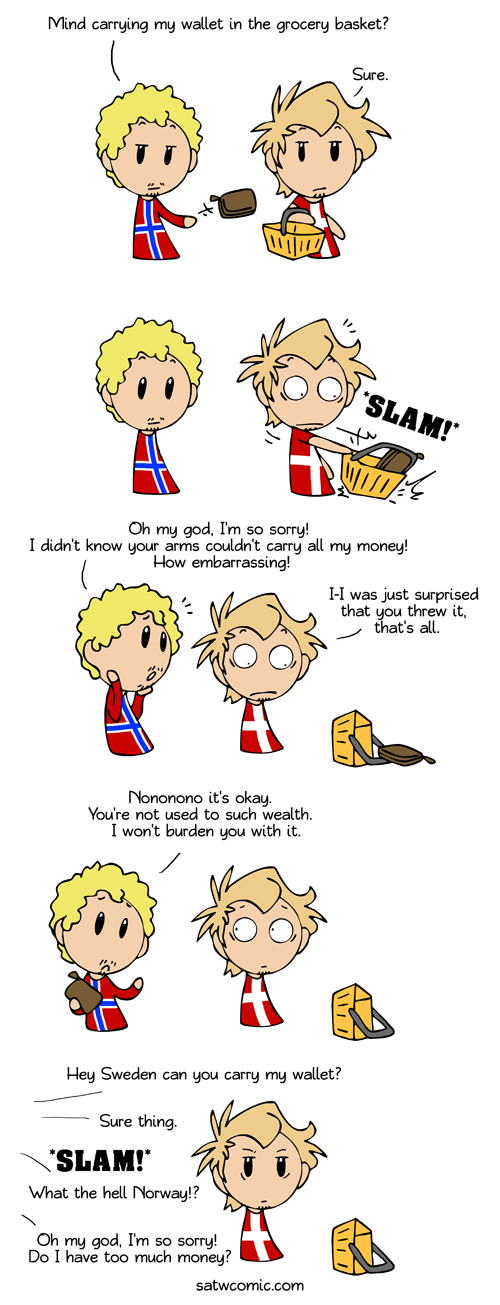 Mind carrying my wallet in the grocery basket?
Sure.
*SLAM!*
Oh my god, I'm so sorry!
I didn't know your arms couldn't carry all my money!
How embarrassing!
I-I was just surprised
that you threw it,
that's all.
Nononono it's okay.
You're not used to such wealth.
I won't burden you with it.
Hey Sweden can you carry my wallet?
Sure thing.
*SLAM!*
What the hell Norway!?
Oh my god, I'm so sorry!
Do I have too much money?
satwcomic.com